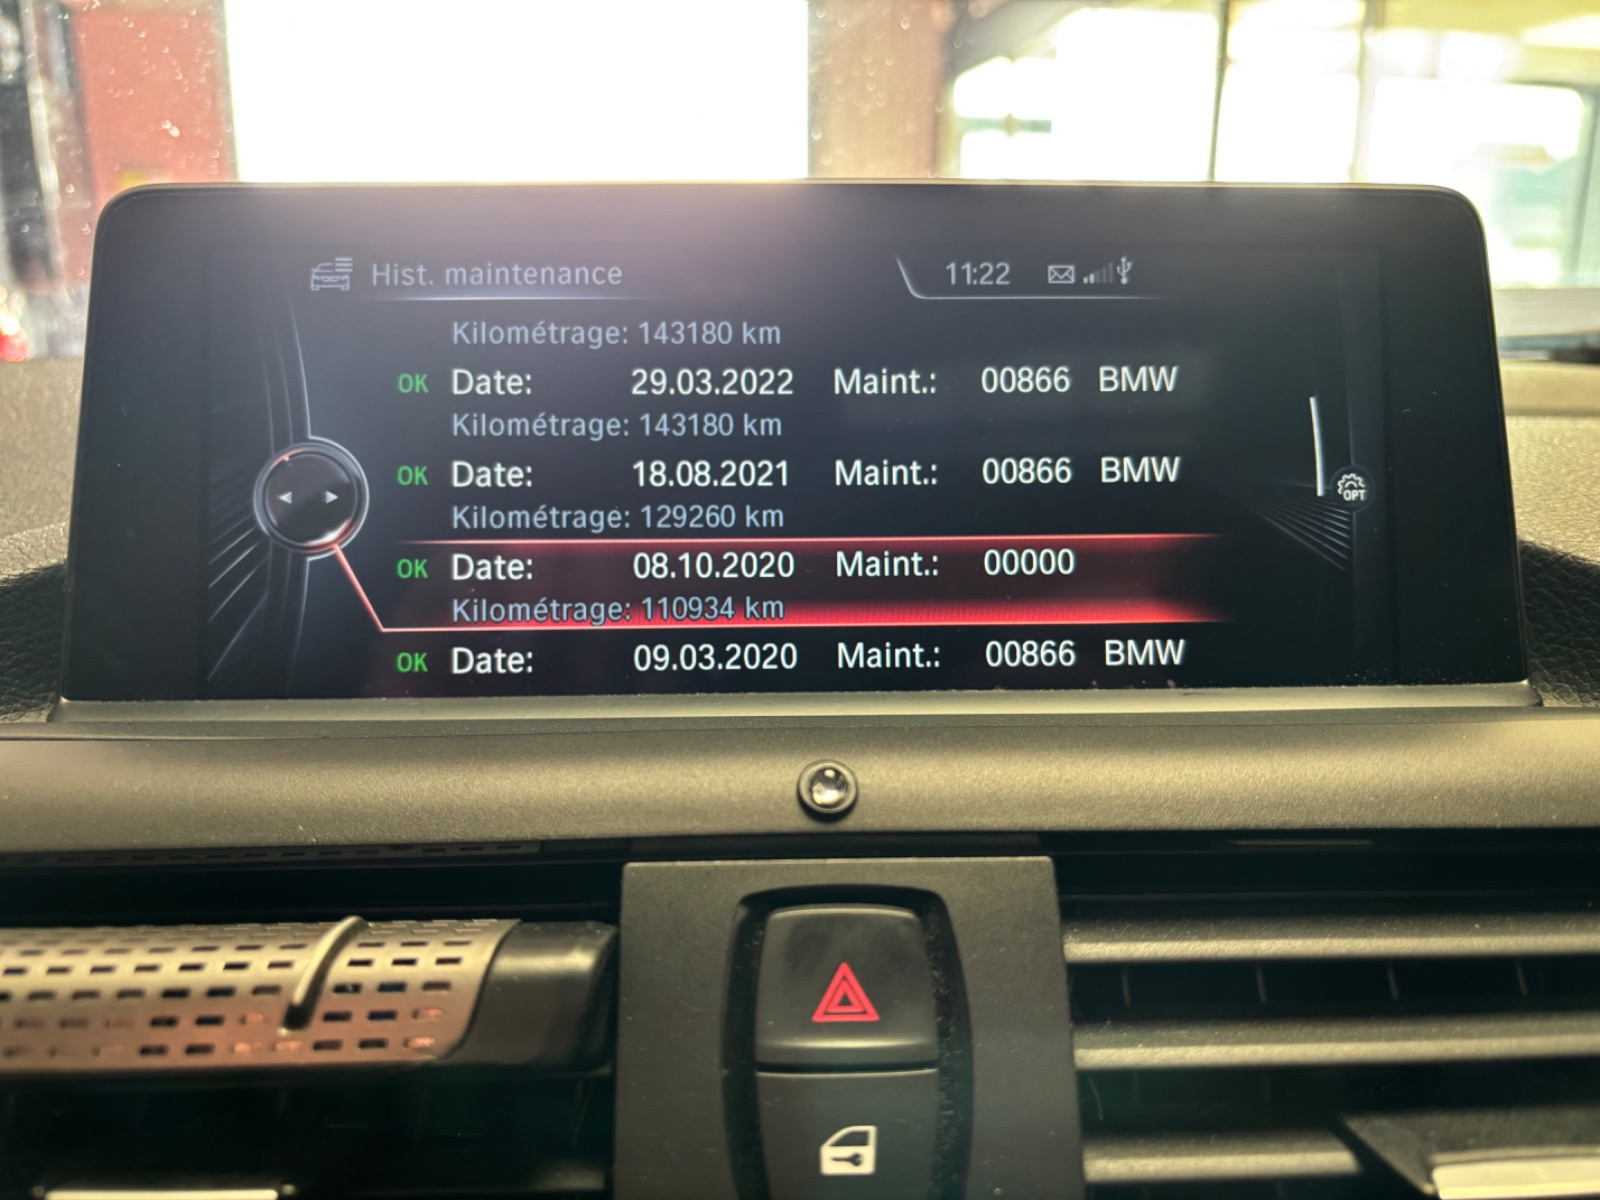 Hist. maintenance 11:22
Kilométrage: 143180 km
OK Date: 29.03.2022 Maint.: 00866 BMW
Kilométrage: 143180 km
OK Date: 18.08.2021 Maint.: 00866 BMW
Kilométrage: 129260 km
OK Date: 08.10.2020 Maint.: 00000
Kilométrage: 110934 km
OK Date: 09.03.2020 Maint.: 00866 BMW
OPT